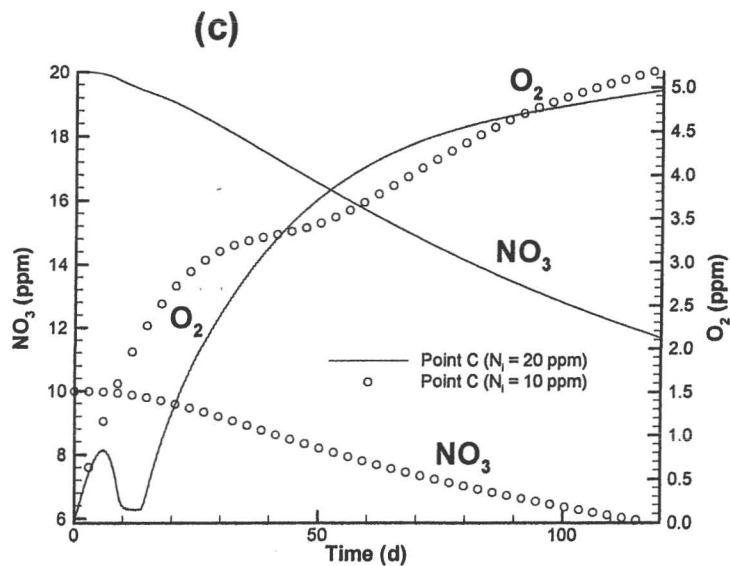 (c)
20
18
16
14
12
10
8
6
NO₃ (ppm)
O₂
O₂
NO₃
NO₃
Point C (Nᵢ = 20 ppm)
Point C (Nᵢ = 10 ppm)
5.0
4.5
4.0
3.5
3.0
2.5
2.0
1.5
1.0
0.5
0.0
O₂ (ppm)
0
50
100
Time (d)